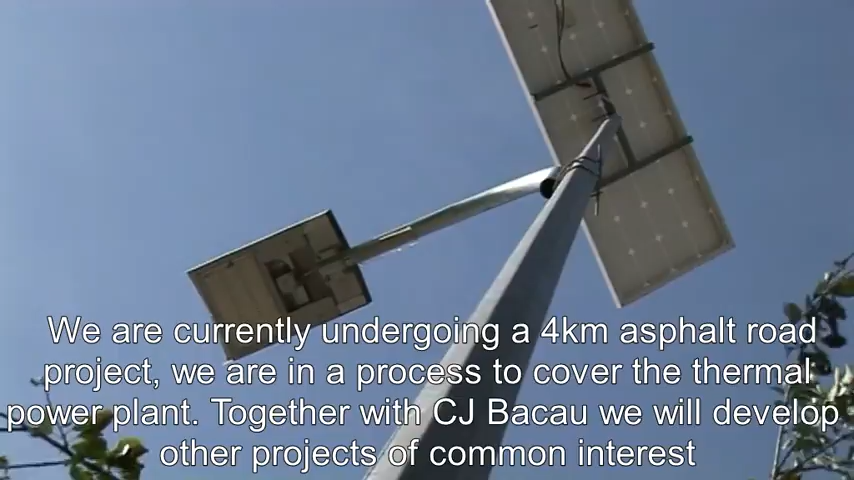 We are currently undergoing a 4km asphalt road
project, we are in a process to cover the thermal
power plant. Together with CJ Bacau we will develop
other projects of common interest